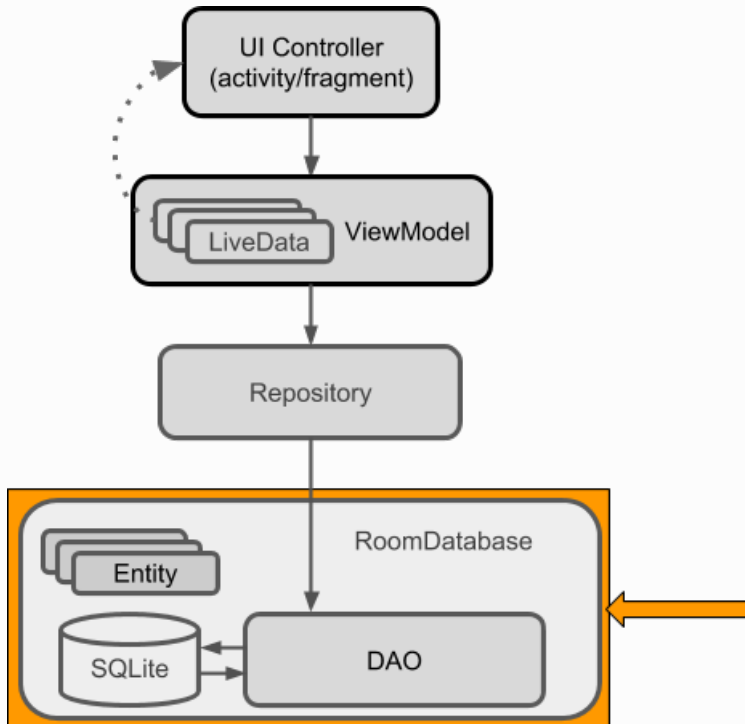 UI Controller
(activity/fragment)
LiveData
ViewModel
Repository
RoomDatabase
Entity
SQLite
DAO